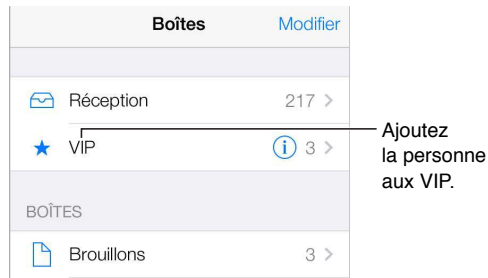 Boîtes Modifier
Réception 217 >
VIP 3 >
Ajoutez
la personne
aux VIP.
BOÎTES
Brouillons 3 >